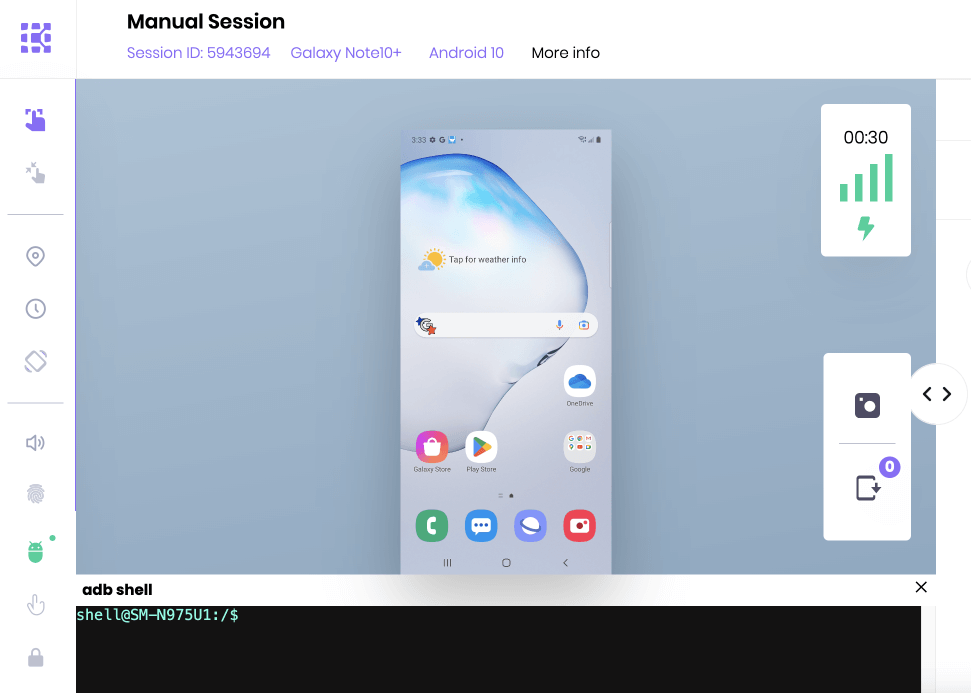 Manual Session
Session ID: 5943694 Galaxy Note10+ Android 10 More info
00:30
3:33 G
Tap for weather info
G
OneDrive
Galaxy Store Play Store Google
0
adb shell
shell@SM-N975U1:/$